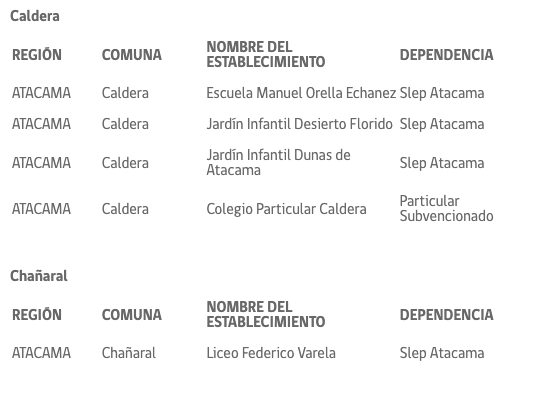 Caldera
REGIÓN COMUNA NOMBRE DEL ESTABLECIMIENTO DEPENDENCIA
ATACAMA Caldera Escuela Manuel Orella Echanez Slep Atacama
ATACAMA Caldera Jardín Infantil Desierto Florido Slep Atacama
ATACAMA Caldera Jardín Infantil Dunas de Atacama Slep Atacama
ATACAMA Caldera Colegio Particular Caldera Particular Subvencionado
Chañaral
REGIÓN COMUNA NOMBRE DEL ESTABLECIMIENTO DEPENDENCIA
ATACAMA Chañaral Liceo Federico Varela Slep Atacama